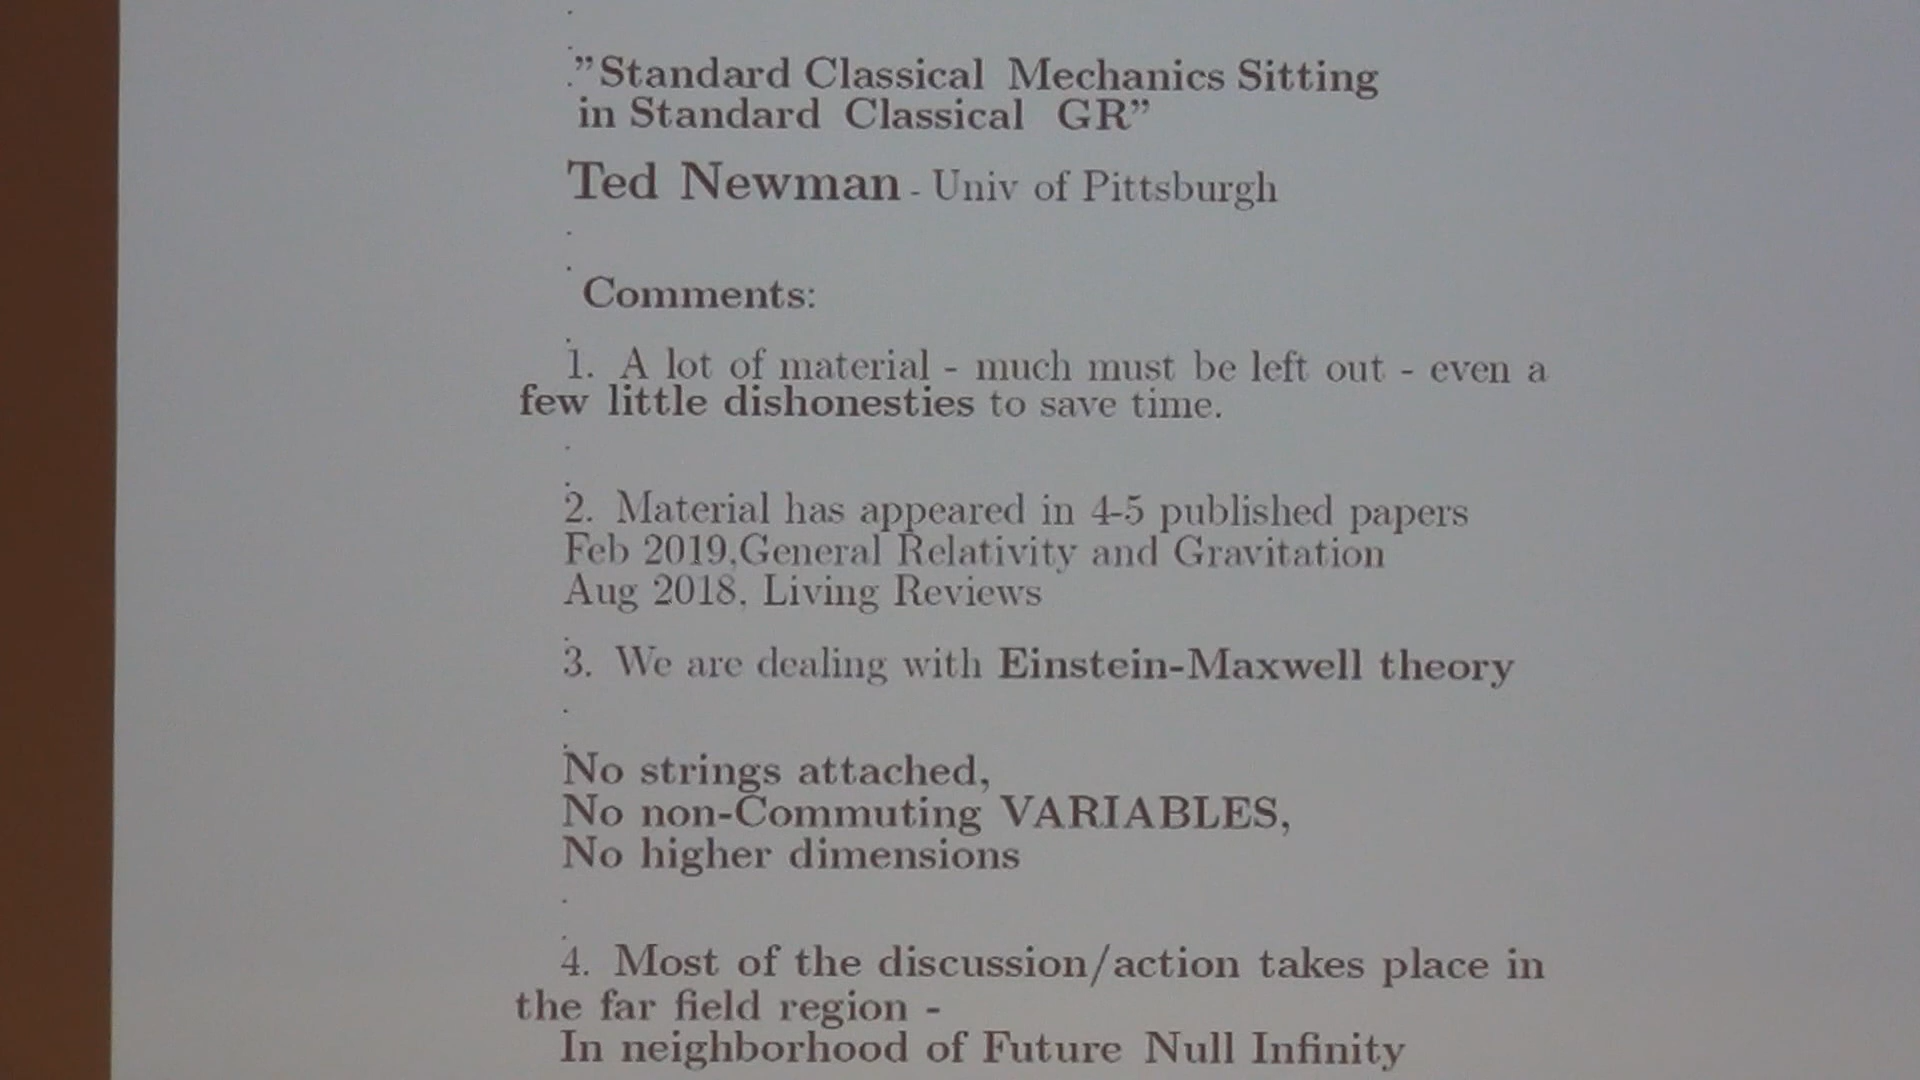 ."Standard Classical Mechanics Sitting
in Standard Classical GR"
Ted Newman - Univ of Pittsburgh
.
.
Comments:
.
1. A lot of material - much must be left out - even a
few little dishonesties to save time.
.
.
2. Material has appeared in 4-5 published papers
Feb 2019,General Relativity and Gravitation
Aug 2018, Living Reviews
.
3. We are dealing with Einstein-Maxwell theory
.
.
No strings attached,
No non-Commuting VARIABLES,
No higher dimensions
.
.
4. Most of the discussion/action takes place in
the far field region -
In neighborhood of Future Null Infinity